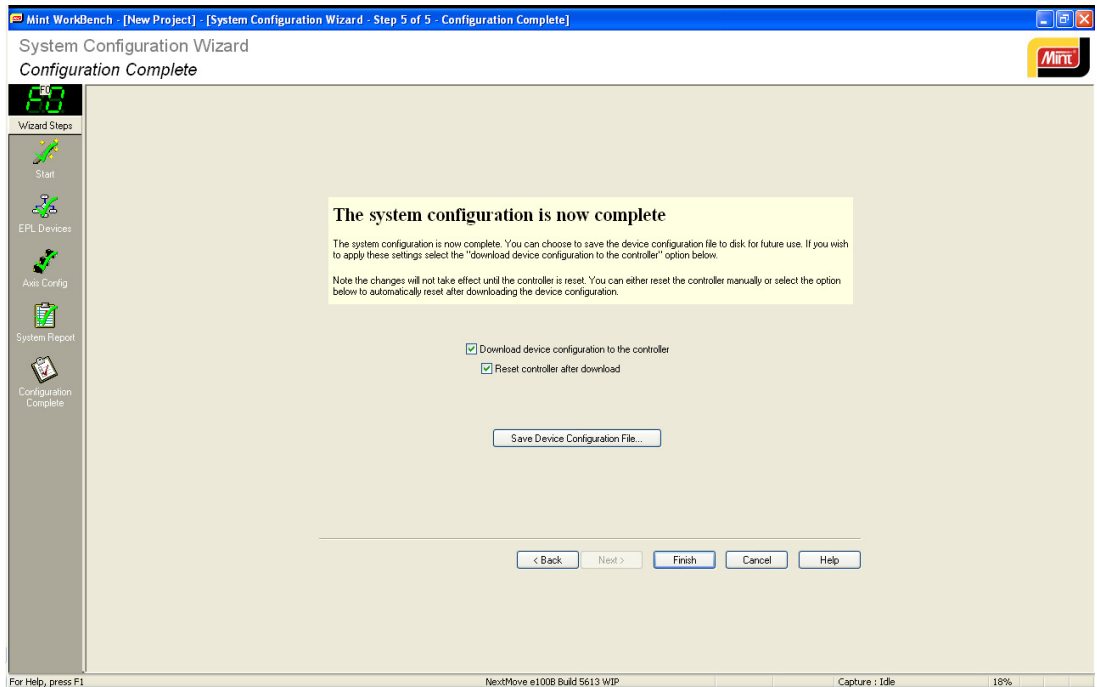 Mint WorkBench - [New Project] - [System Configuration Wizard - Step 5 of 5 - Configuration Complete]
System Configuration Wizard
Configuration Complete
Mint
F0
Wizard Steps
Start
EPL Devices
Axis Config
System Report
Configuration
Complete
The system configuration is now complete
The system configuration is now complete. You can choose to save the device configuration file to disk for future use. If you wish
to apply these settings select the "download device configuration to the controller" option below.
Note the changes will not take effect until the controller is reset. You can either reset the controller manually or select the option
below to automatically reset after downloading the device configuration.
Download device configuration to the controller
Reset controller after download
Save Device Configuration File...
< Back
Next >
Finish
Cancel
Help
For Help, press F1
NextMove e100B Build 5613 WIP
Capture : Idle
18%